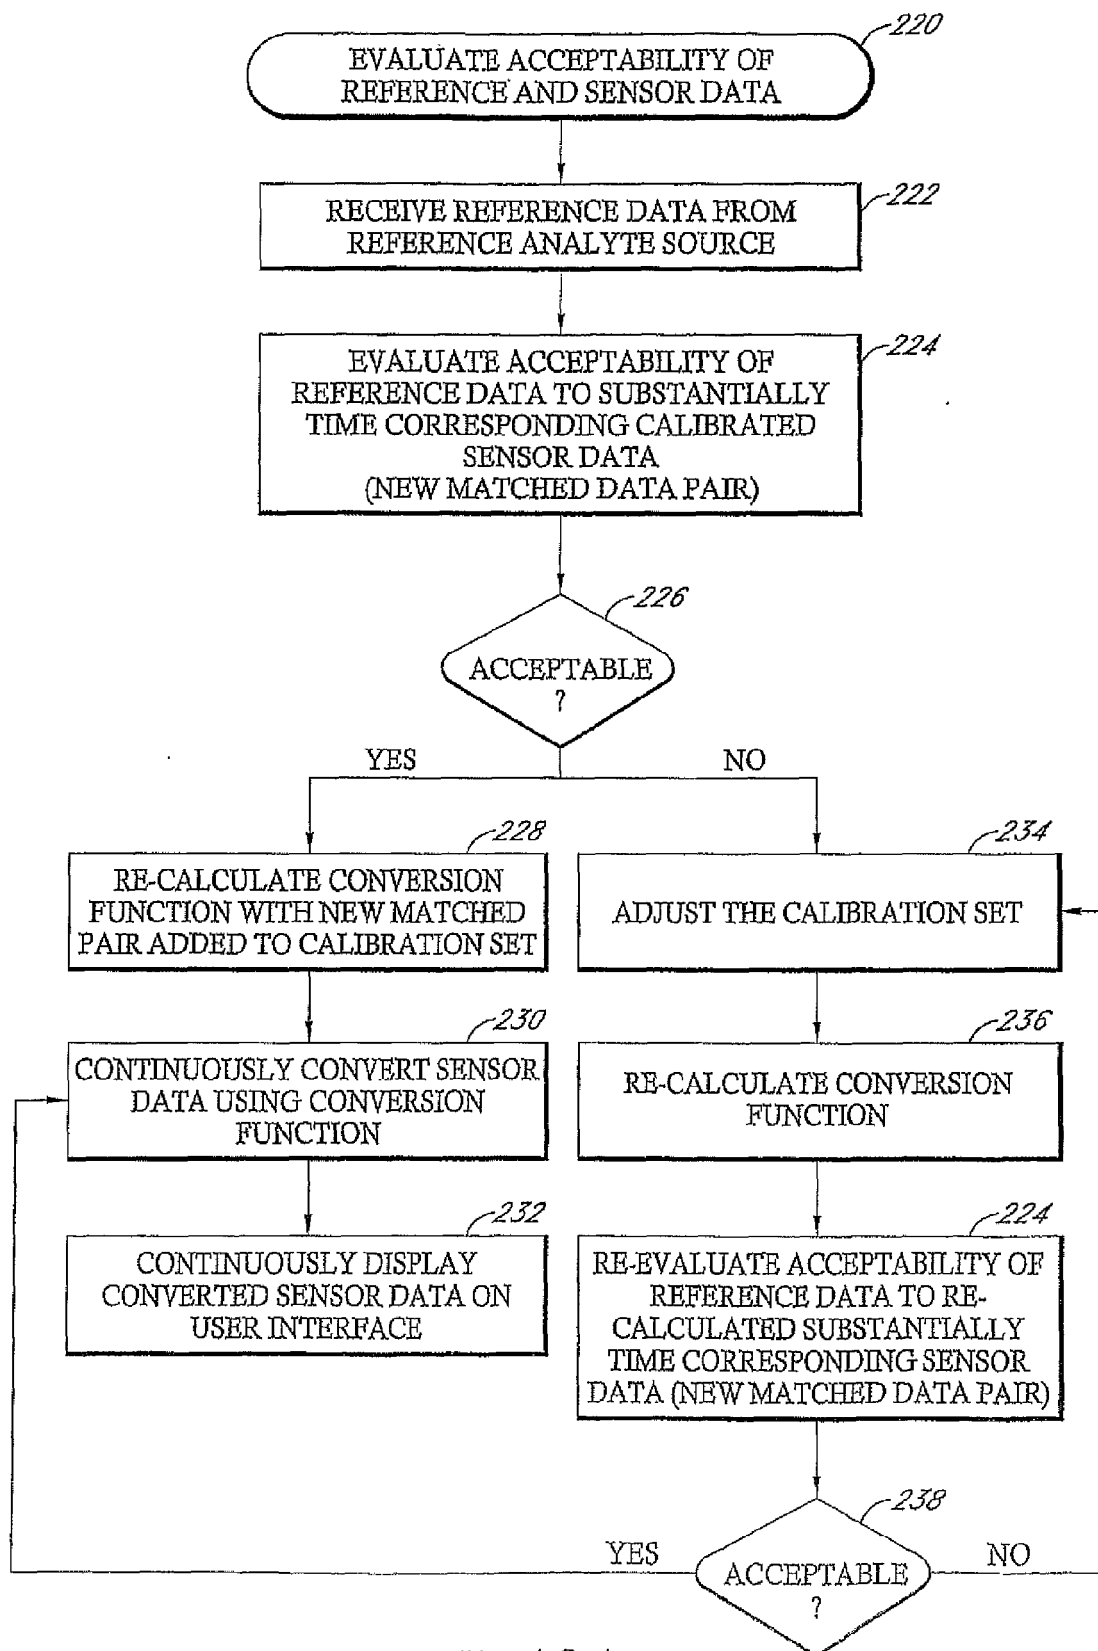 220
EVALUATE ACCEPTABILITY OF
REFERENCE AND SENSOR DATA
222
RECEIVE REFERENCE DATA FROM
REFERENCE ANALYTE SOURCE
224
EVALUATE ACCEPTABILITY OF
REFERENCE DATA TO SUBSTANTIALLY
TIME CORRESPONDING CALIBRATED
SENSOR DATA
(NEW MATCHED DATA PAIR)
226
ACCEPTABLE
?
YES
NO
228
RE-CALCULATE CONVERSION
FUNCTION WITH NEW MATCHED
PAIR ADDED TO CALIBRATION SET
234
ADJUST THE CALIBRATION SET
230
CONTINUOUSLY CONVERT SENSOR
DATA USING CONVERSION
FUNCTION
236
RE-CALCULATE CONVERSION
FUNCTION
232
CONTINUOUSLY DISPLAY
CONVERTED SENSOR DATA ON
USER INTERFACE
224
RE-EVALUATE ACCEPTABILITY OF
REFERENCE DATA TO RE-
CALCULATED SUBSTANTIALLY
TIME CORRESPONDING SENSOR
DATA (NEW MATCHED DATA PAIR)
238
YES
ACCEPTABLE
?
NO